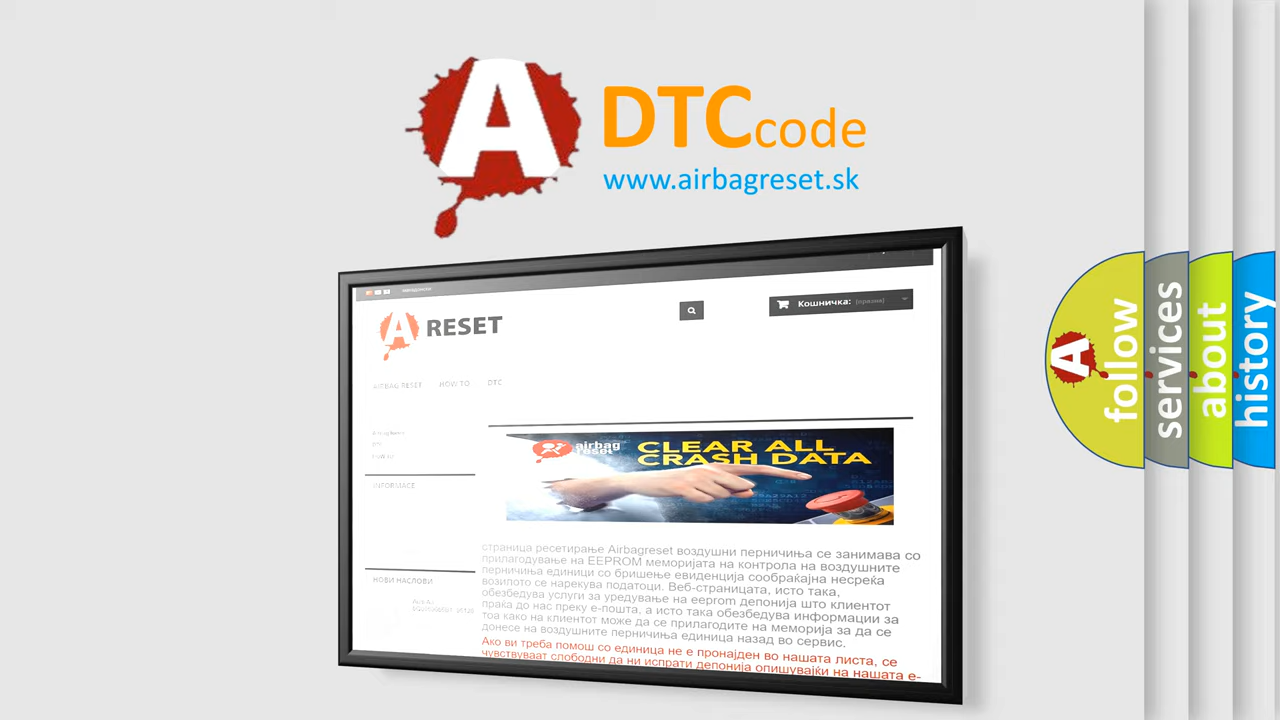 A
DTCcode
www.airbagreset.sk
A RESET
Кошничка: (празна)
AIRBAG RESET HOW TO DTC
INFORMACE
airbag
reset
CLEAR ALL
CRASH DATA
страница ресетирање Airbagreset воздушни перничиња се занимава со
прилагодување на EEPROM меморијата на контрола на воздушните
перничиња единици со бришење евиденција сообраќајна несреќа
возилото се нарекува податоци. Веб-страницата, исто така,
обезбедува услуги за уредување на eeprom депонија што клиентот
праќа до нас преку е-пошта, а исто така обезбедува информации за
тоа како на клиентот може да се прилагодите на меморија за да се
донесе на воздушните перничиња единица назад во сервис.
Ако ви треба помош со единица не е пронајден во нашата листа, се
чувствуваат слободни да ни испрати депонија опишувајќи на нашата е-
НОВИ НАСЛОВИ
A
follow
services
about
history